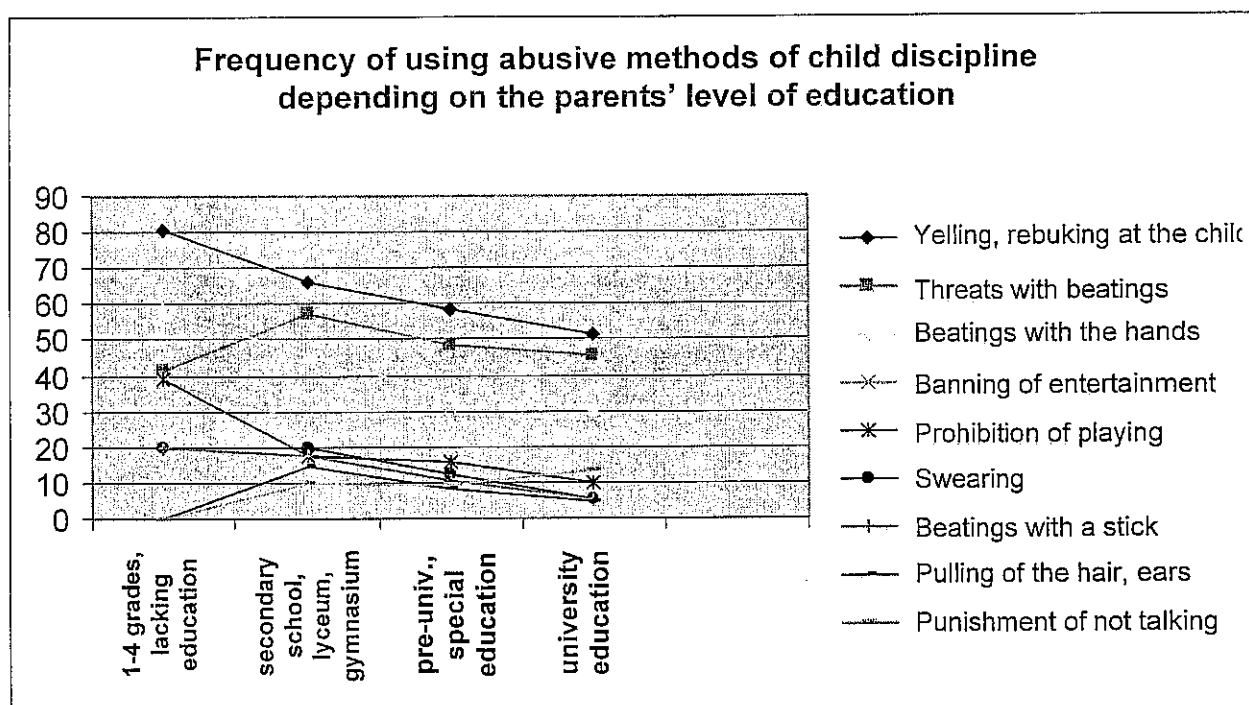 Frequency of using abusive methods of child discipline
depending on the parents' level of education
90
80
70
60
50
40
30
20
10
0
1-4 grades,
lacking
education
secondary
school,
lyceum,
gymnasium
pre-univ.,
special
education
university
education
Yelling, rebuking at the chilc
Threats with beatings
Beatings with the hands
Banning of entertainment
Prohibition of playing
Swearing
Beatings with a stick
Pulling of the hair, ears
Punishment of not talking